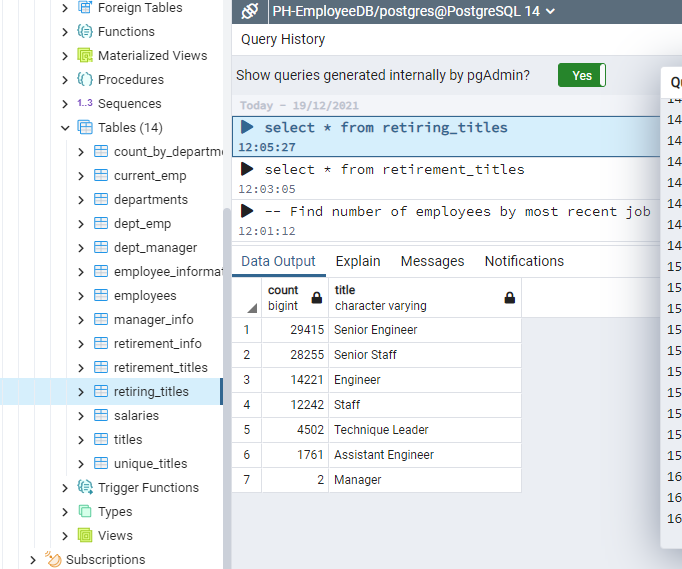 Foreign Tables
Functions
Materialized Views
Procedures
1..3 Sequences
Tables (14)
count_by_departme
current_emp
departments
dept_emp
dept_manager
employee_informat
employees
manager_info
retirement_info
retirement_titles
retiring_titles
salaries
titles
unique_titles
Trigger Functions
Types
Views
Subscriptions
PH-EmployeeDB/postgres@PostgreSQL 14
Query History
Show queries generated internally by pgAdmin? Yes
Today - 19/12/2021
select * from retiring_titles
12:05:27
select * from retirement_titles
12:03:05
-- Find number of employees by most recent job
12:01:12
Data Output Explain Messages Notifications
count title
bigint character varying
1 29415 Senior Engineer
2 28255 Senior Staff
3 14221 Engineer
4 12242 Staff
5 4502 Technique Leader
6 1761 Assistant Engineer
7 2 Manager
14
14
14
14
14
14
14
15
15
15
15
15
15
15
15
15
15
16
16
16